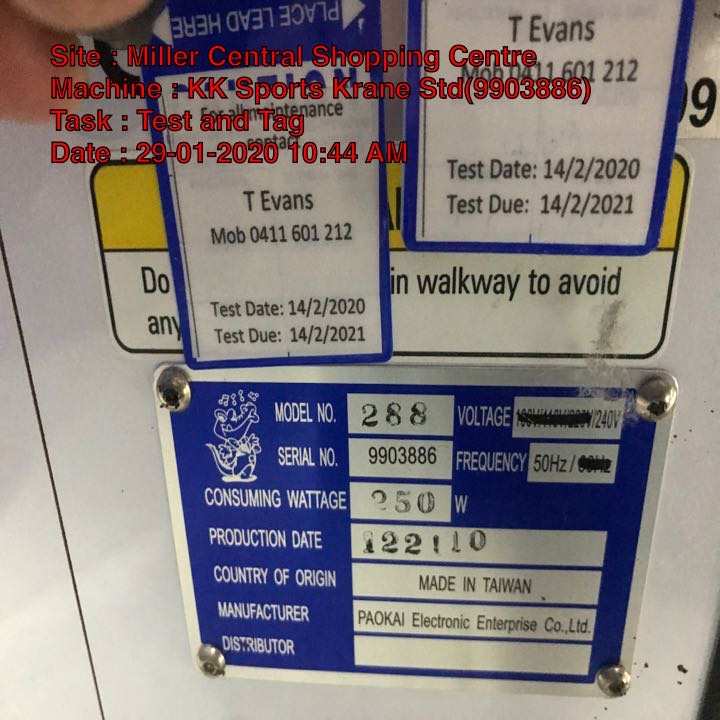 PLACE LEAD HERE
Site : Miller Central Shopping Centre
Machine : KK Sports Krane Std(9903886)
Task : Test and Tag
Date : 29-01-2020 10:44 AM
For all maintenance
contact
T Evans
Mob 0411 601 212
Test Date: 14/2/2020
Test Due: 14/2/2021
T Evans
Mob 0411 601 212
Test Date: 14/2/2020
Test Due: 14/2/2021
9
Do in walkway to avoid
any
MODEL NO. 288 VOLTAGE /240V
SERIAL NO. 9903886 FREQUENCY 50Hz /
CONSUMING WATTAGE 250 W
PRODUCTION DATE 122110
COUNTRY OF ORIGIN MADE IN TAIWAN
MANUFACTURER PAOKAI Electronic Enterprise Co.,Ltd.
DISTRIBUTOR